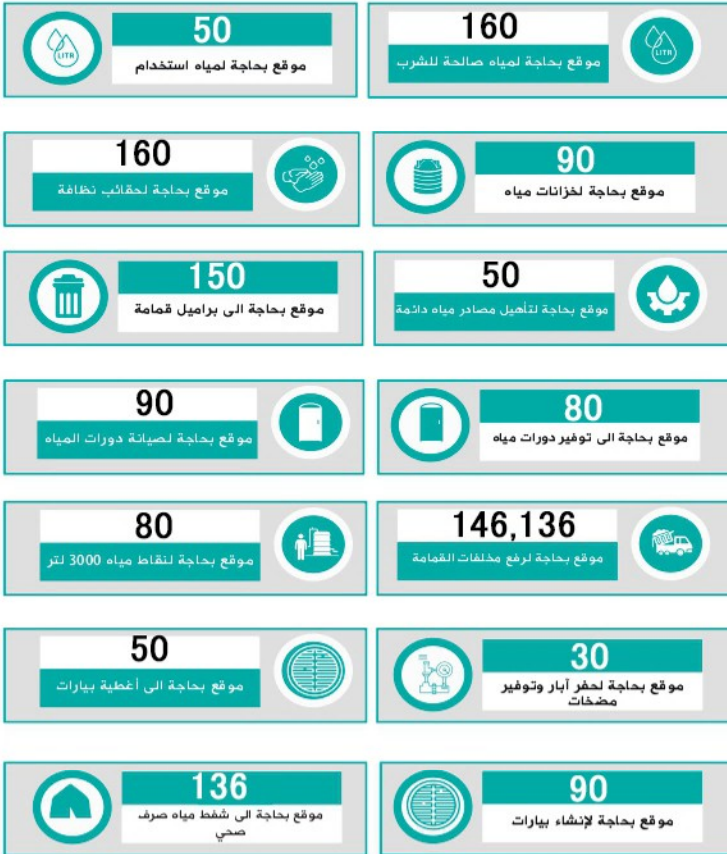 160
موقع بحاجة لمياه صالحة للشرب
LITR
50
موقع بحاجة لمياه استخدام
LITR
90
موقع بحاجة لخزانات مياه
160
موقع بحاجة لحقائب نظافة
50
موقع بحاجة لتأهيل مصادر مياه دائمة
150
موقع بحاجة الى براميل قمامة
80
موقع بحاجة الى توفير دورات مياه
90
موقع بحاجة لصيانة دورات المياه
146,136
موقع بحاجة لرفع مخلفات القمامة
80
موقع بحاجة لنقاط مياه 3000 لتر
30
موقع بحاجة لحفر آبار وتوفير
مضخات
50
موقع بحاجة الى أغطية بيارات
90
موقع بحاجة لإنشاء بيارات
136
موقع بحاجة الى شفط مياه صرف
صحي